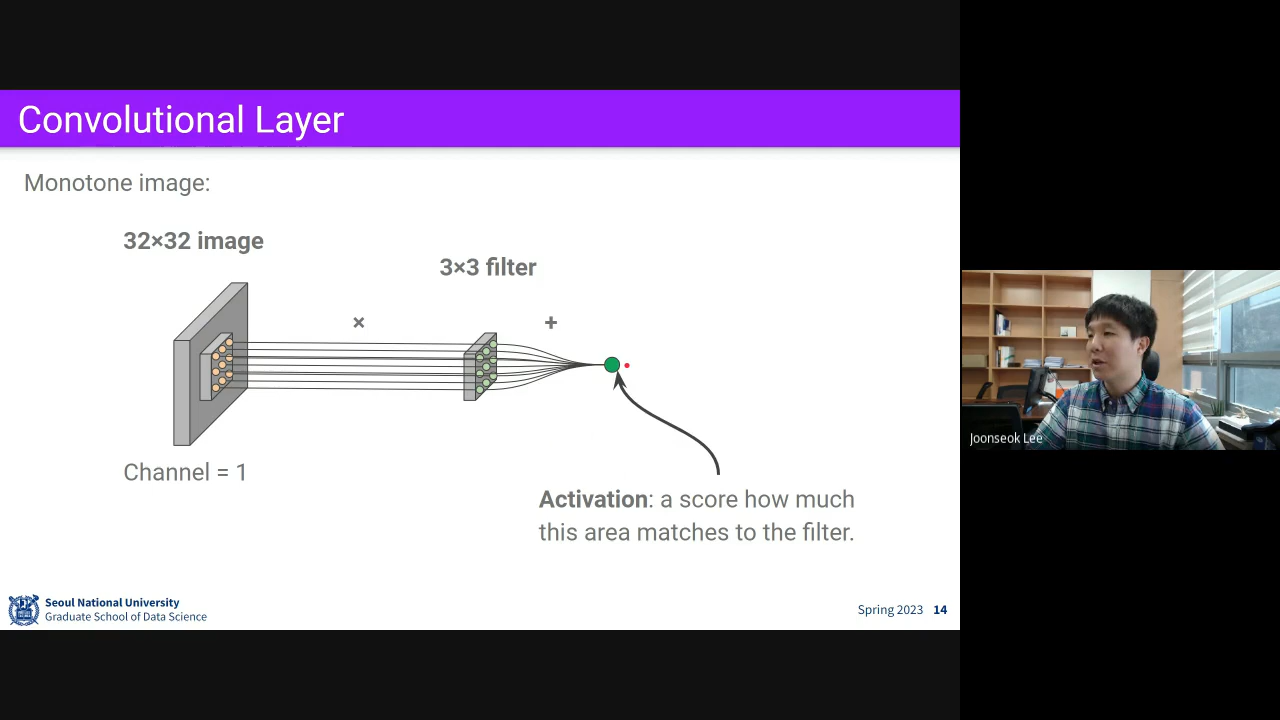 Convolutional Layer
Monotone image:
32×32 image
3×3 filter
×
+
Channel = 1
Activation: a score how much
this area matches to the filter.
Seoul National University
Graduate School of Data Science
Spring 2023 14
Joonseok Lee